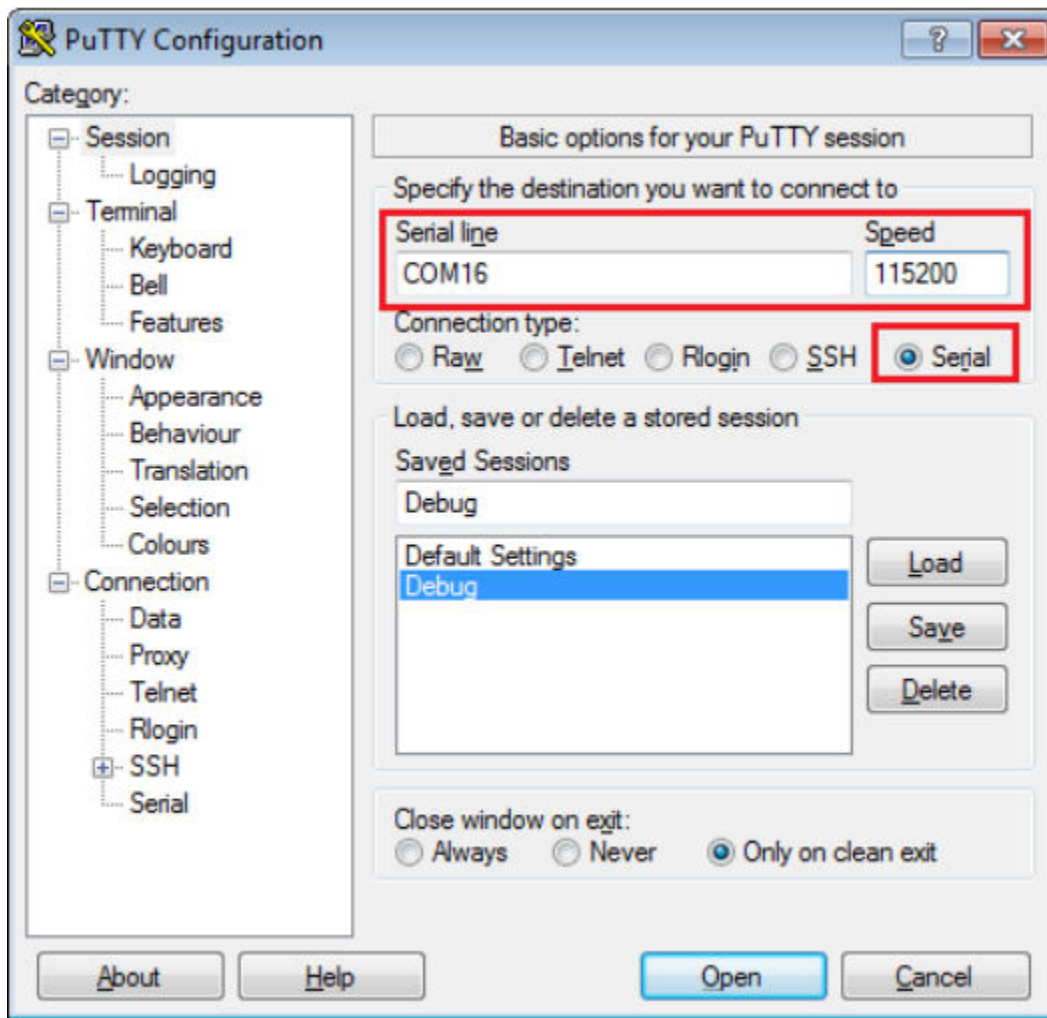 PuTTY Configuration
Category:
Session
Logging
Terminal
Keyboard
Bell
Features
Window
Appearance
Behaviour
Translation
Selection
Colours
Connection
Data
Proxy
Telnet
Rlogin
SSH
Serial
Basic options for your PuTTY session
Specify the destination you want to connect to
Serial line Speed
COM16 115200
Connection type:
Raw Telnet Rlogin SSH Serial
Load, save or delete a stored session
Saved Sessions
Debug
Default Settings
Debug
Load
Save
Delete
Close window on exit:
Always Never Only on clean exit
About Help Open Cancel